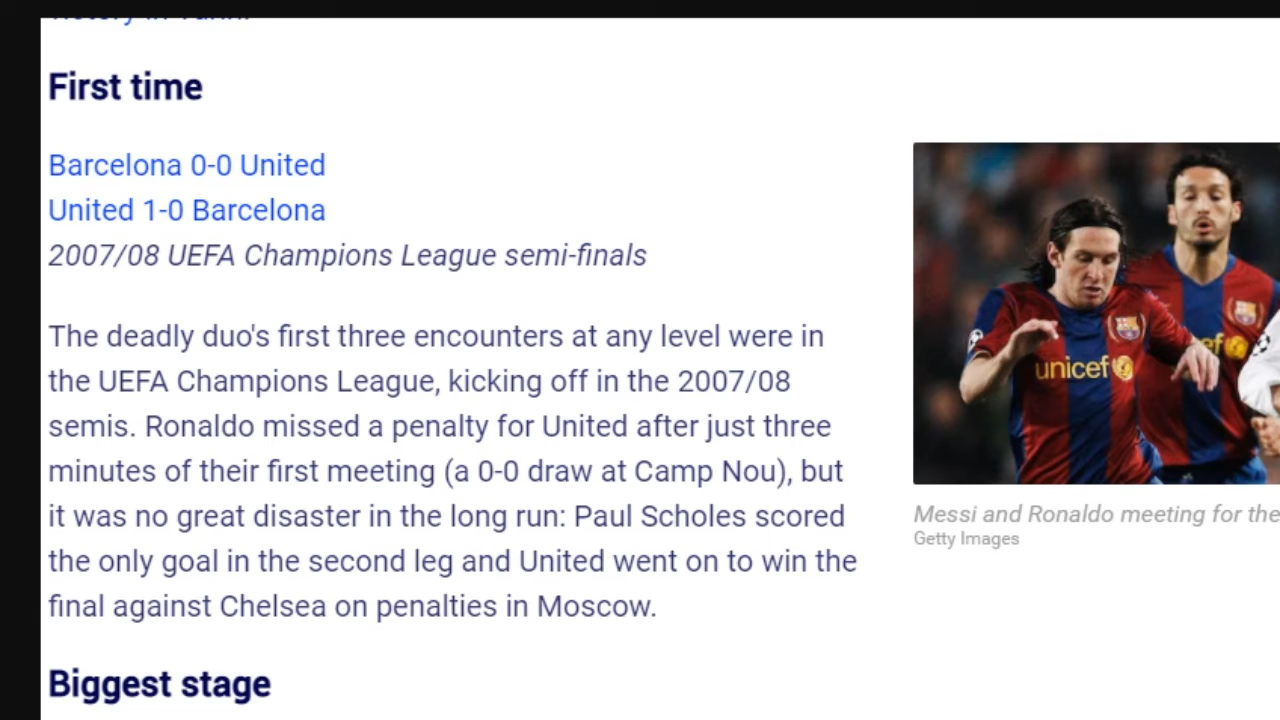 First time
Barcelona 0-0 United
United 1-0 Barcelona
2007/08 UEFA Champions League semi-finals
The deadly duo's first three encounters at any level were in
the UEFA Champions League, kicking off in the 2007/08
semis. Ronaldo missed a penalty for United after just three
minutes of their first meeting (a 0-0 draw at Camp Nou), but
it was no great disaster in the long run: Paul Scholes scored
the only goal in the second leg and United went on to win the
final against Chelsea on penalties in Moscow.
unicef
ef
Messi and Ronaldo meeting for the
Getty Images
Biggest stage